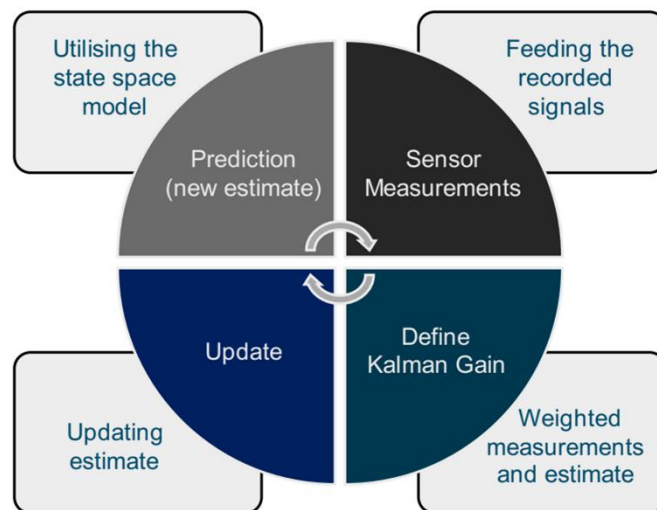 Utilising the
state space
model
Feeding the
recorded
signals
Prediction
(new estimate)
Sensor
Measurements
Update
Define
Kalman Gain
Updating
estimate
Weighted
measurements
and estimate